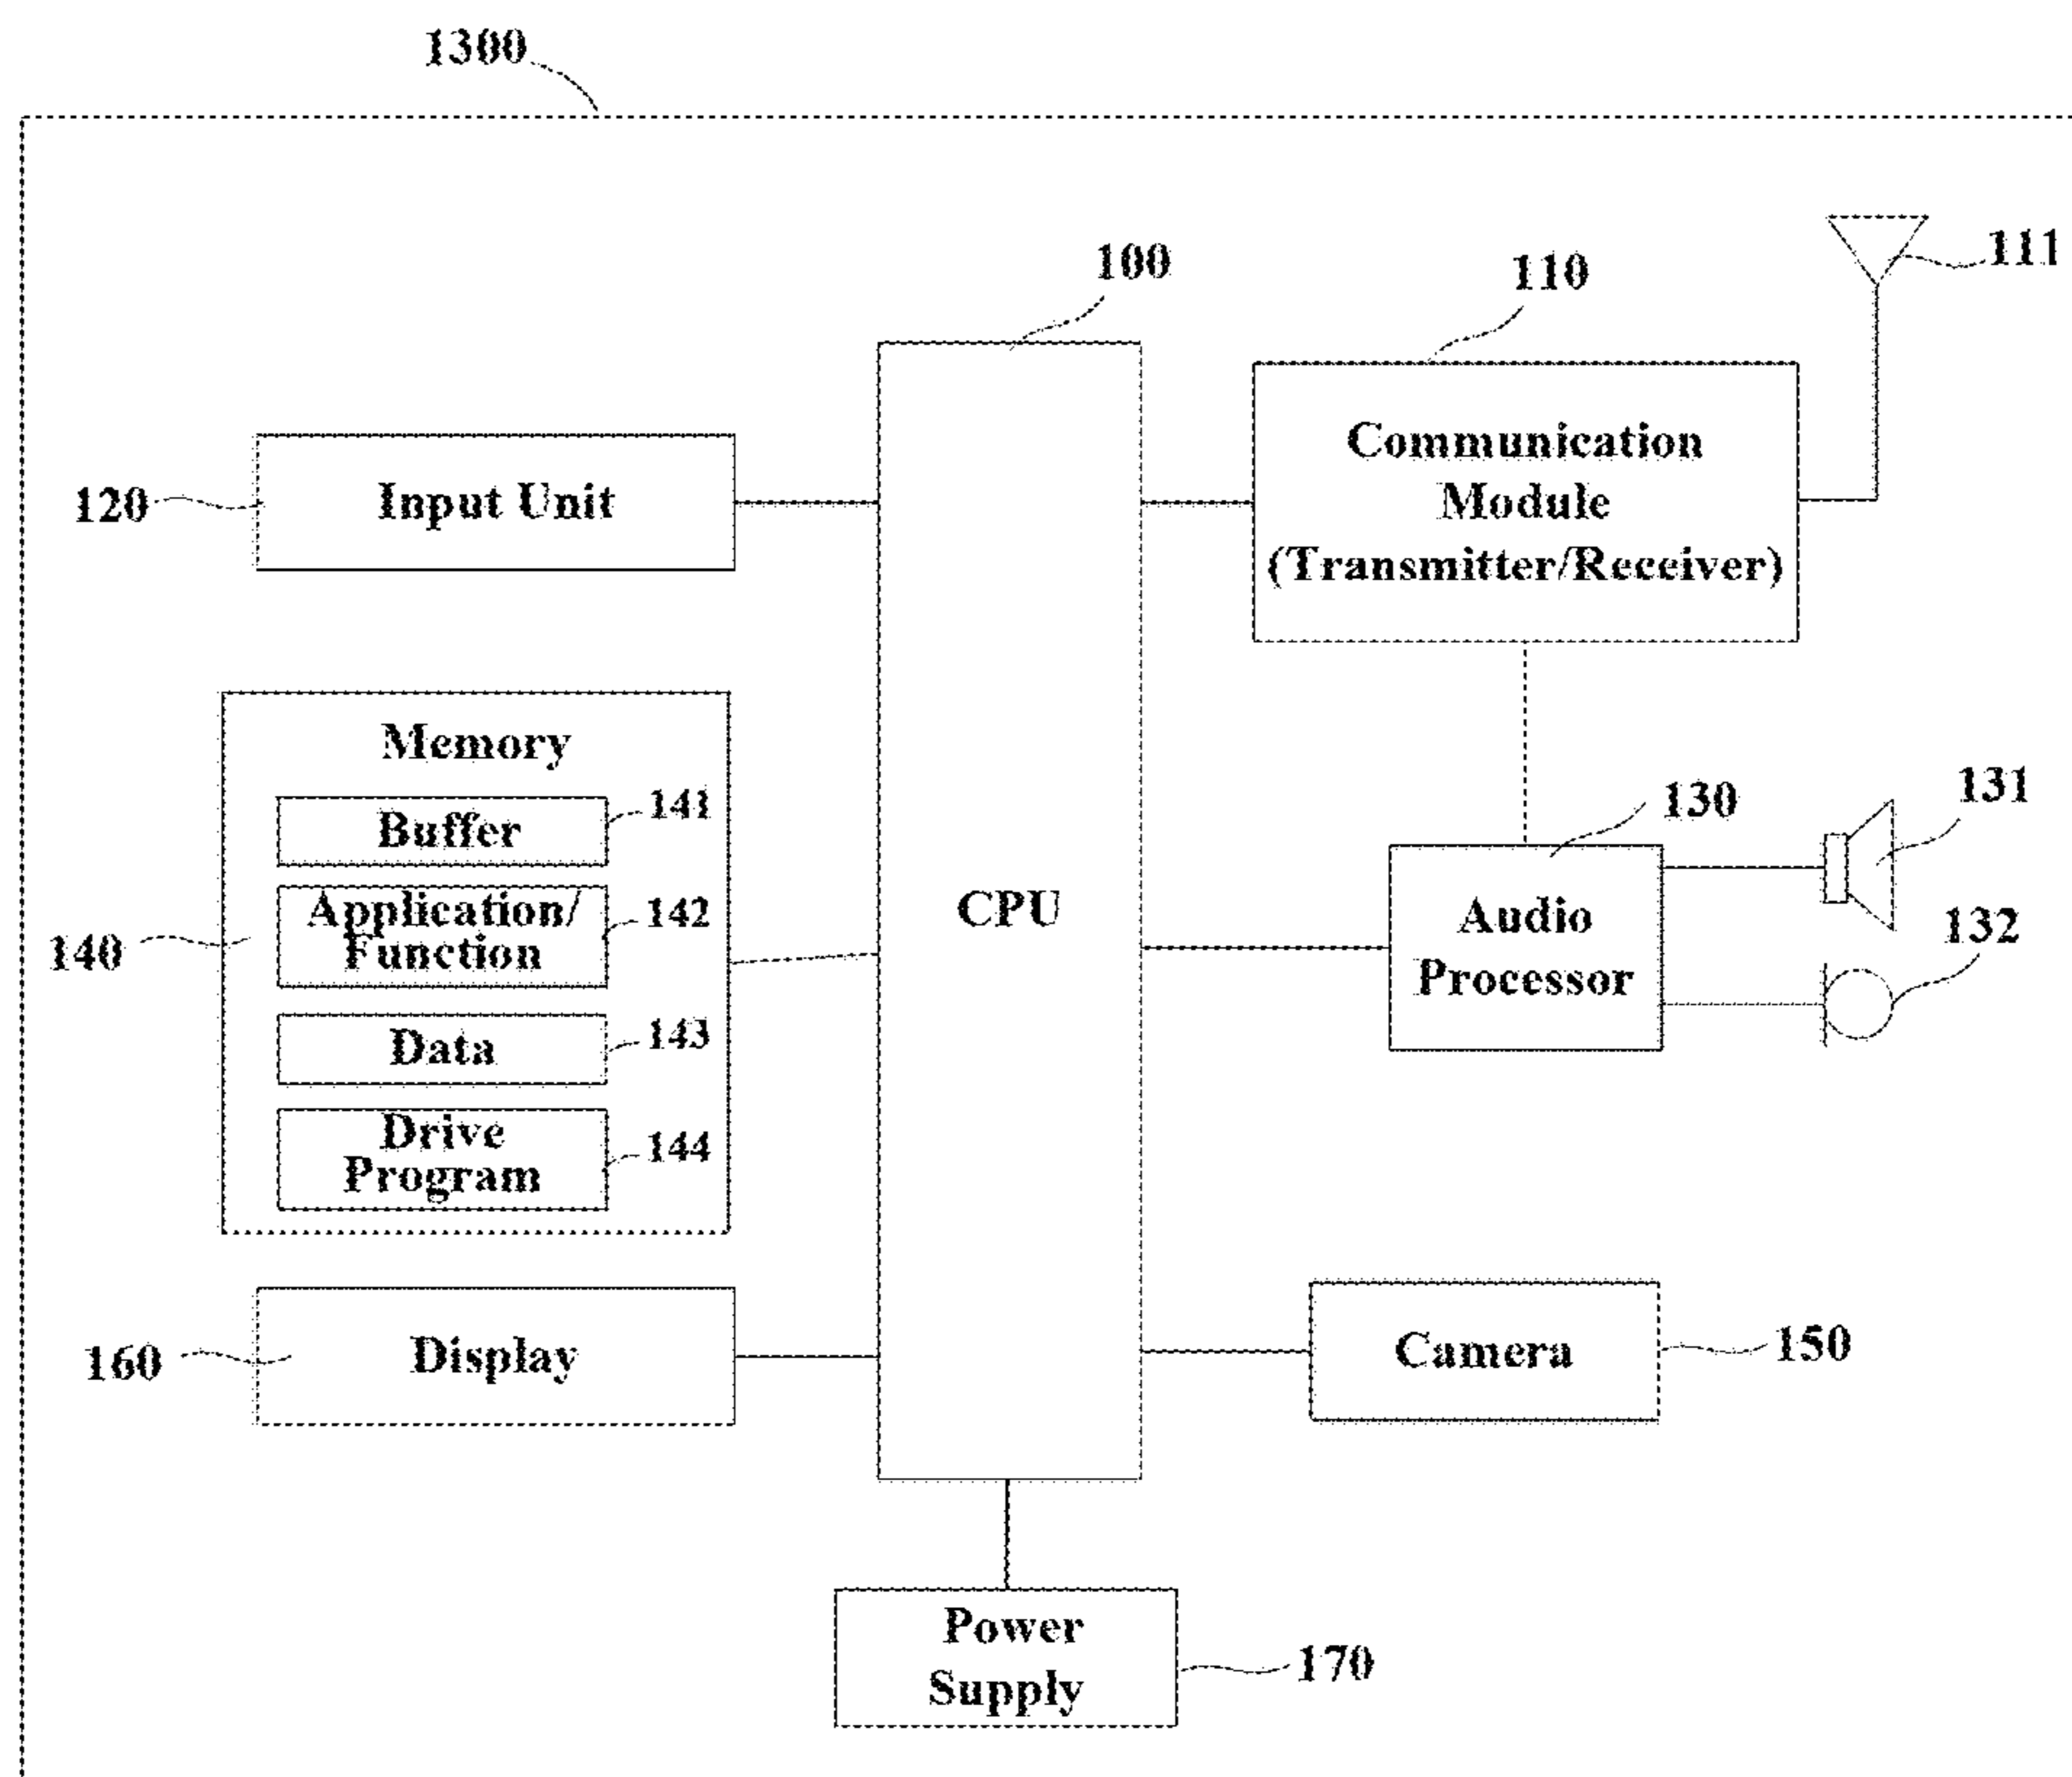 1300
100
110
111
Communication
Module
(Transmitter/Receiver)
120
Input Unit
Memory
Buffer
141
Application/
Function
142
Data
143
Drive
Program
144
140
CPU
130
Audio
Processor
131
132
160
Display
Camera
150
Power
Supply
170